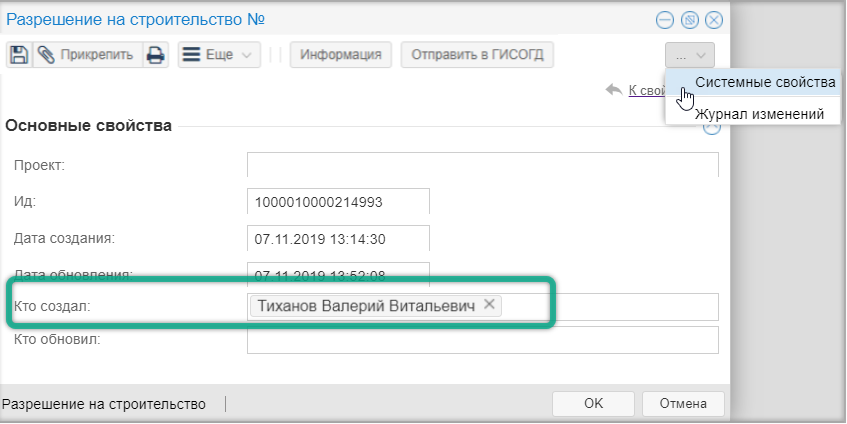 Разрешение на строительство №
Прикрепить Еще Информация Отправить в ГИСОГД ...
Системные свойства
К свой
Журнал изменений
Основные свойства
Проект:
Ид: 1000010000214993
Дата создания: 07.11.2019 13:14:30
Дата обновления: 07.11.2019 13:52:08
Кто создал: Тиханов Валерий Витальевич
Кто обновил:
Разрешение на строительство OK Отмена